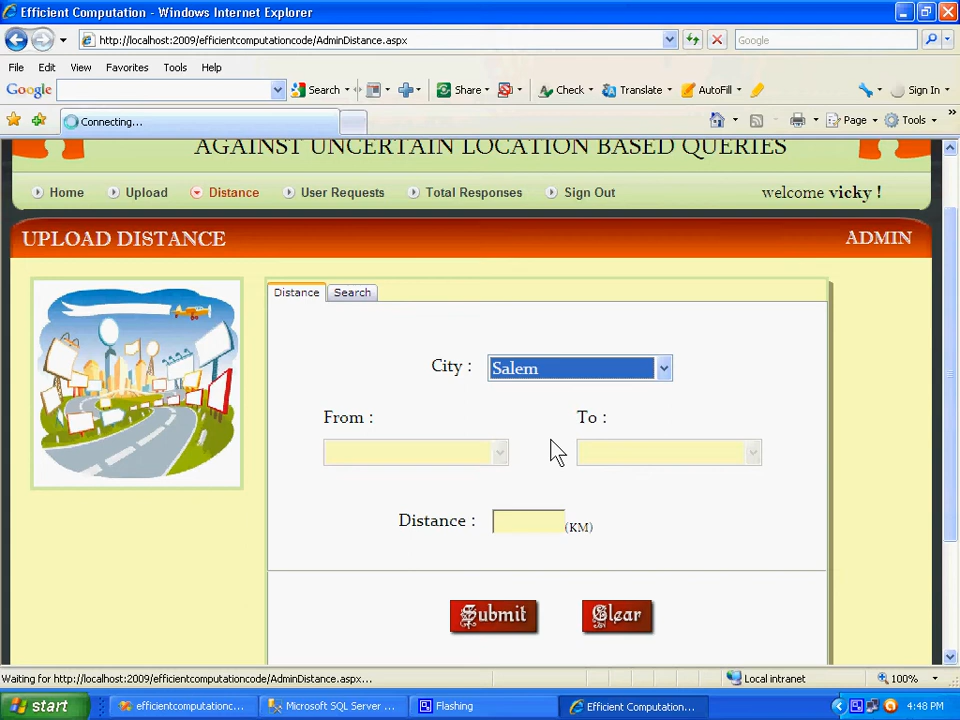 Efficient Computation - Windows Internet Explorer
http://localhost:2009/efficientcomputationcode/AdminDistance.aspx
Google
File Edit View Favorites Tools Help
Google Search Share Check Translate AutoFill Sign In
Connecting...
Page Tools
AGAINST UNCERTAIN LOCATION BASED QUERIES
Home Upload Distance User Requests Total Responses Sign Out welcome vicky !
UPLOAD DISTANCE ADMIN
Distance Search
City : Salem
From : To :
Distance : (KM)
Submit Clear
Waiting for http://localhost:2009/efficientcomputationcode/AdminDistance.aspx... Local intranet 100%
start efficientcomputationc... Microsoft SQL Server ... Flashing Efficient Computation... 4:48 PM